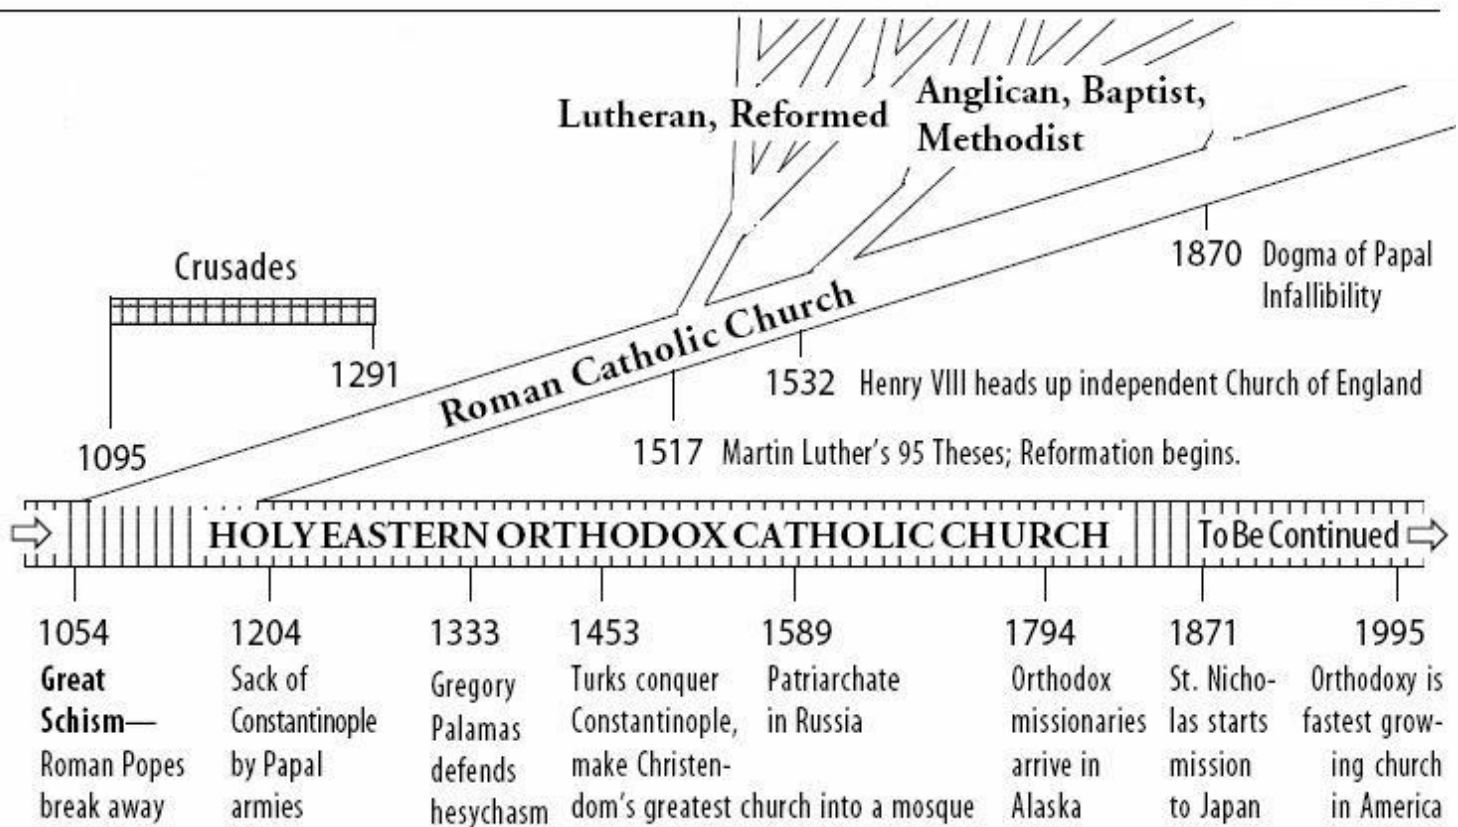 Lutheran, Reformed
Anglican, Baptist,
Methodist
Crusades
1095
1291
Roman Catholic Church
1870 Dogma of Papal
Infallibility
1532 Henry VIII heads up independent Church of England
1517 Martin Luther's 95 Theses; Reformation begins.
HOLY EASTERN ORTHODOX CATHOLIC CHURCH
To Be Continued
1054
Great
Schism—
Roman Popes
break away
1204
Sack of
Constantinople
by Papal
armies
1333
Gregory
Palamas
defends
hesychasm
1453
Turks conquer
Constantinople,
make Christen-
dom's greatest church into a mosque
1589
Patriarchate
in Russia
1794
Orthodox
missionaries
arrive in
Alaska
1871
St. Nicho-
las starts
mission
to Japan
1995
Orthodoxy is
fastest grow-
ing church
in America